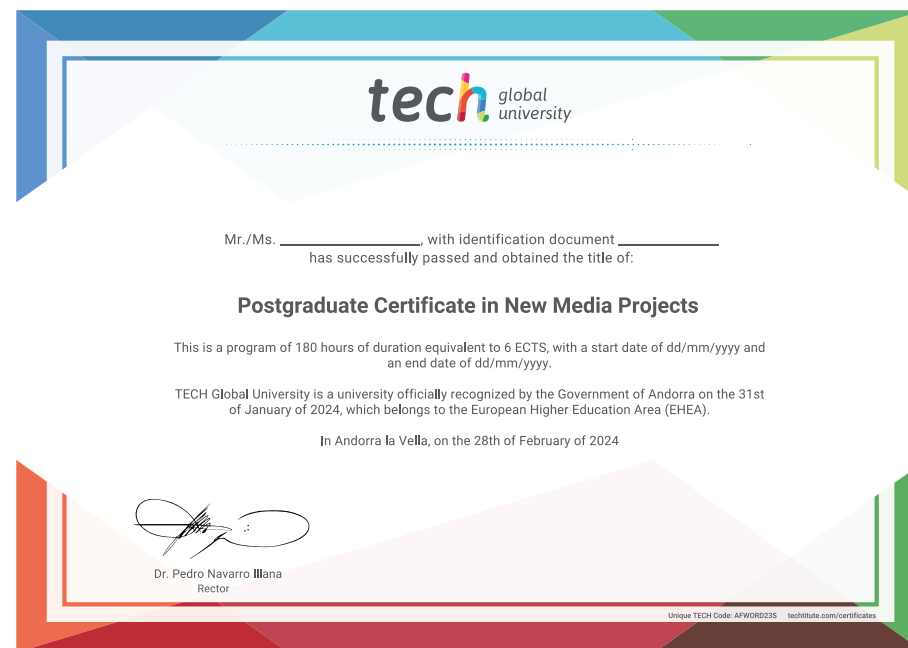 tech global
university
Mr./Ms. ____________________, with identification document ______________
has successfully passed and obtained the title of:
Postgraduate Certificate in New Media Projects
This is a program of 180 hours of duration equivalent to 6 ECTS, with a start date of dd/mm/yyyy and
an end date of dd/mm/yyyy.
TECH Global University is a university officially recognized by the Government of Andorra on the 31st
of January of 2024, which belongs to the European Higher Education Area (EHEA).
In Andorra la Vella, on the 28th of February of 2024
Dr. Pedro Navarro Illana
Rector
Unique TECH Code: AFWORD23S techtitute.com/certificates